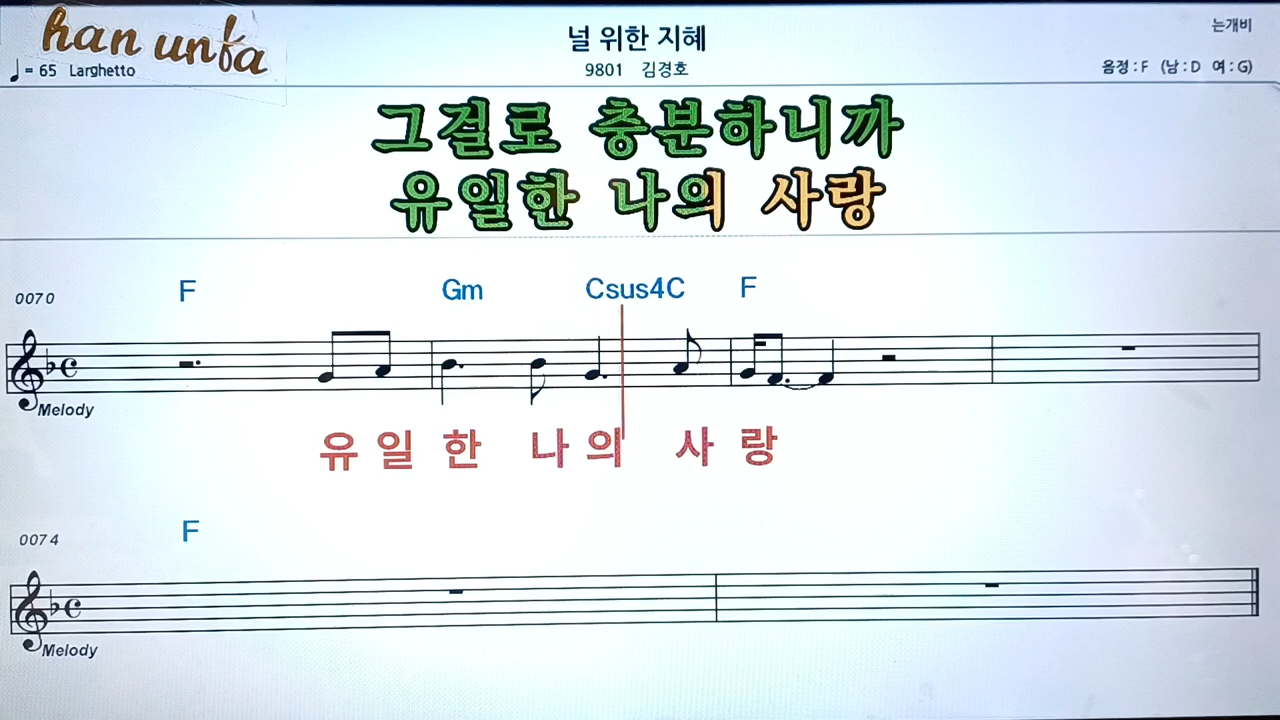 han unfa
널 위한 지혜
는개비
♩= 65 Larghetto
9801 김경호
음정 : F (남 : D 여 : G)
그걸로 충분하니까
유일한 나의 사랑
0070
F Gm Csus4C F
Melody
유 일 한 나 의 사 랑
0074
F
Melody